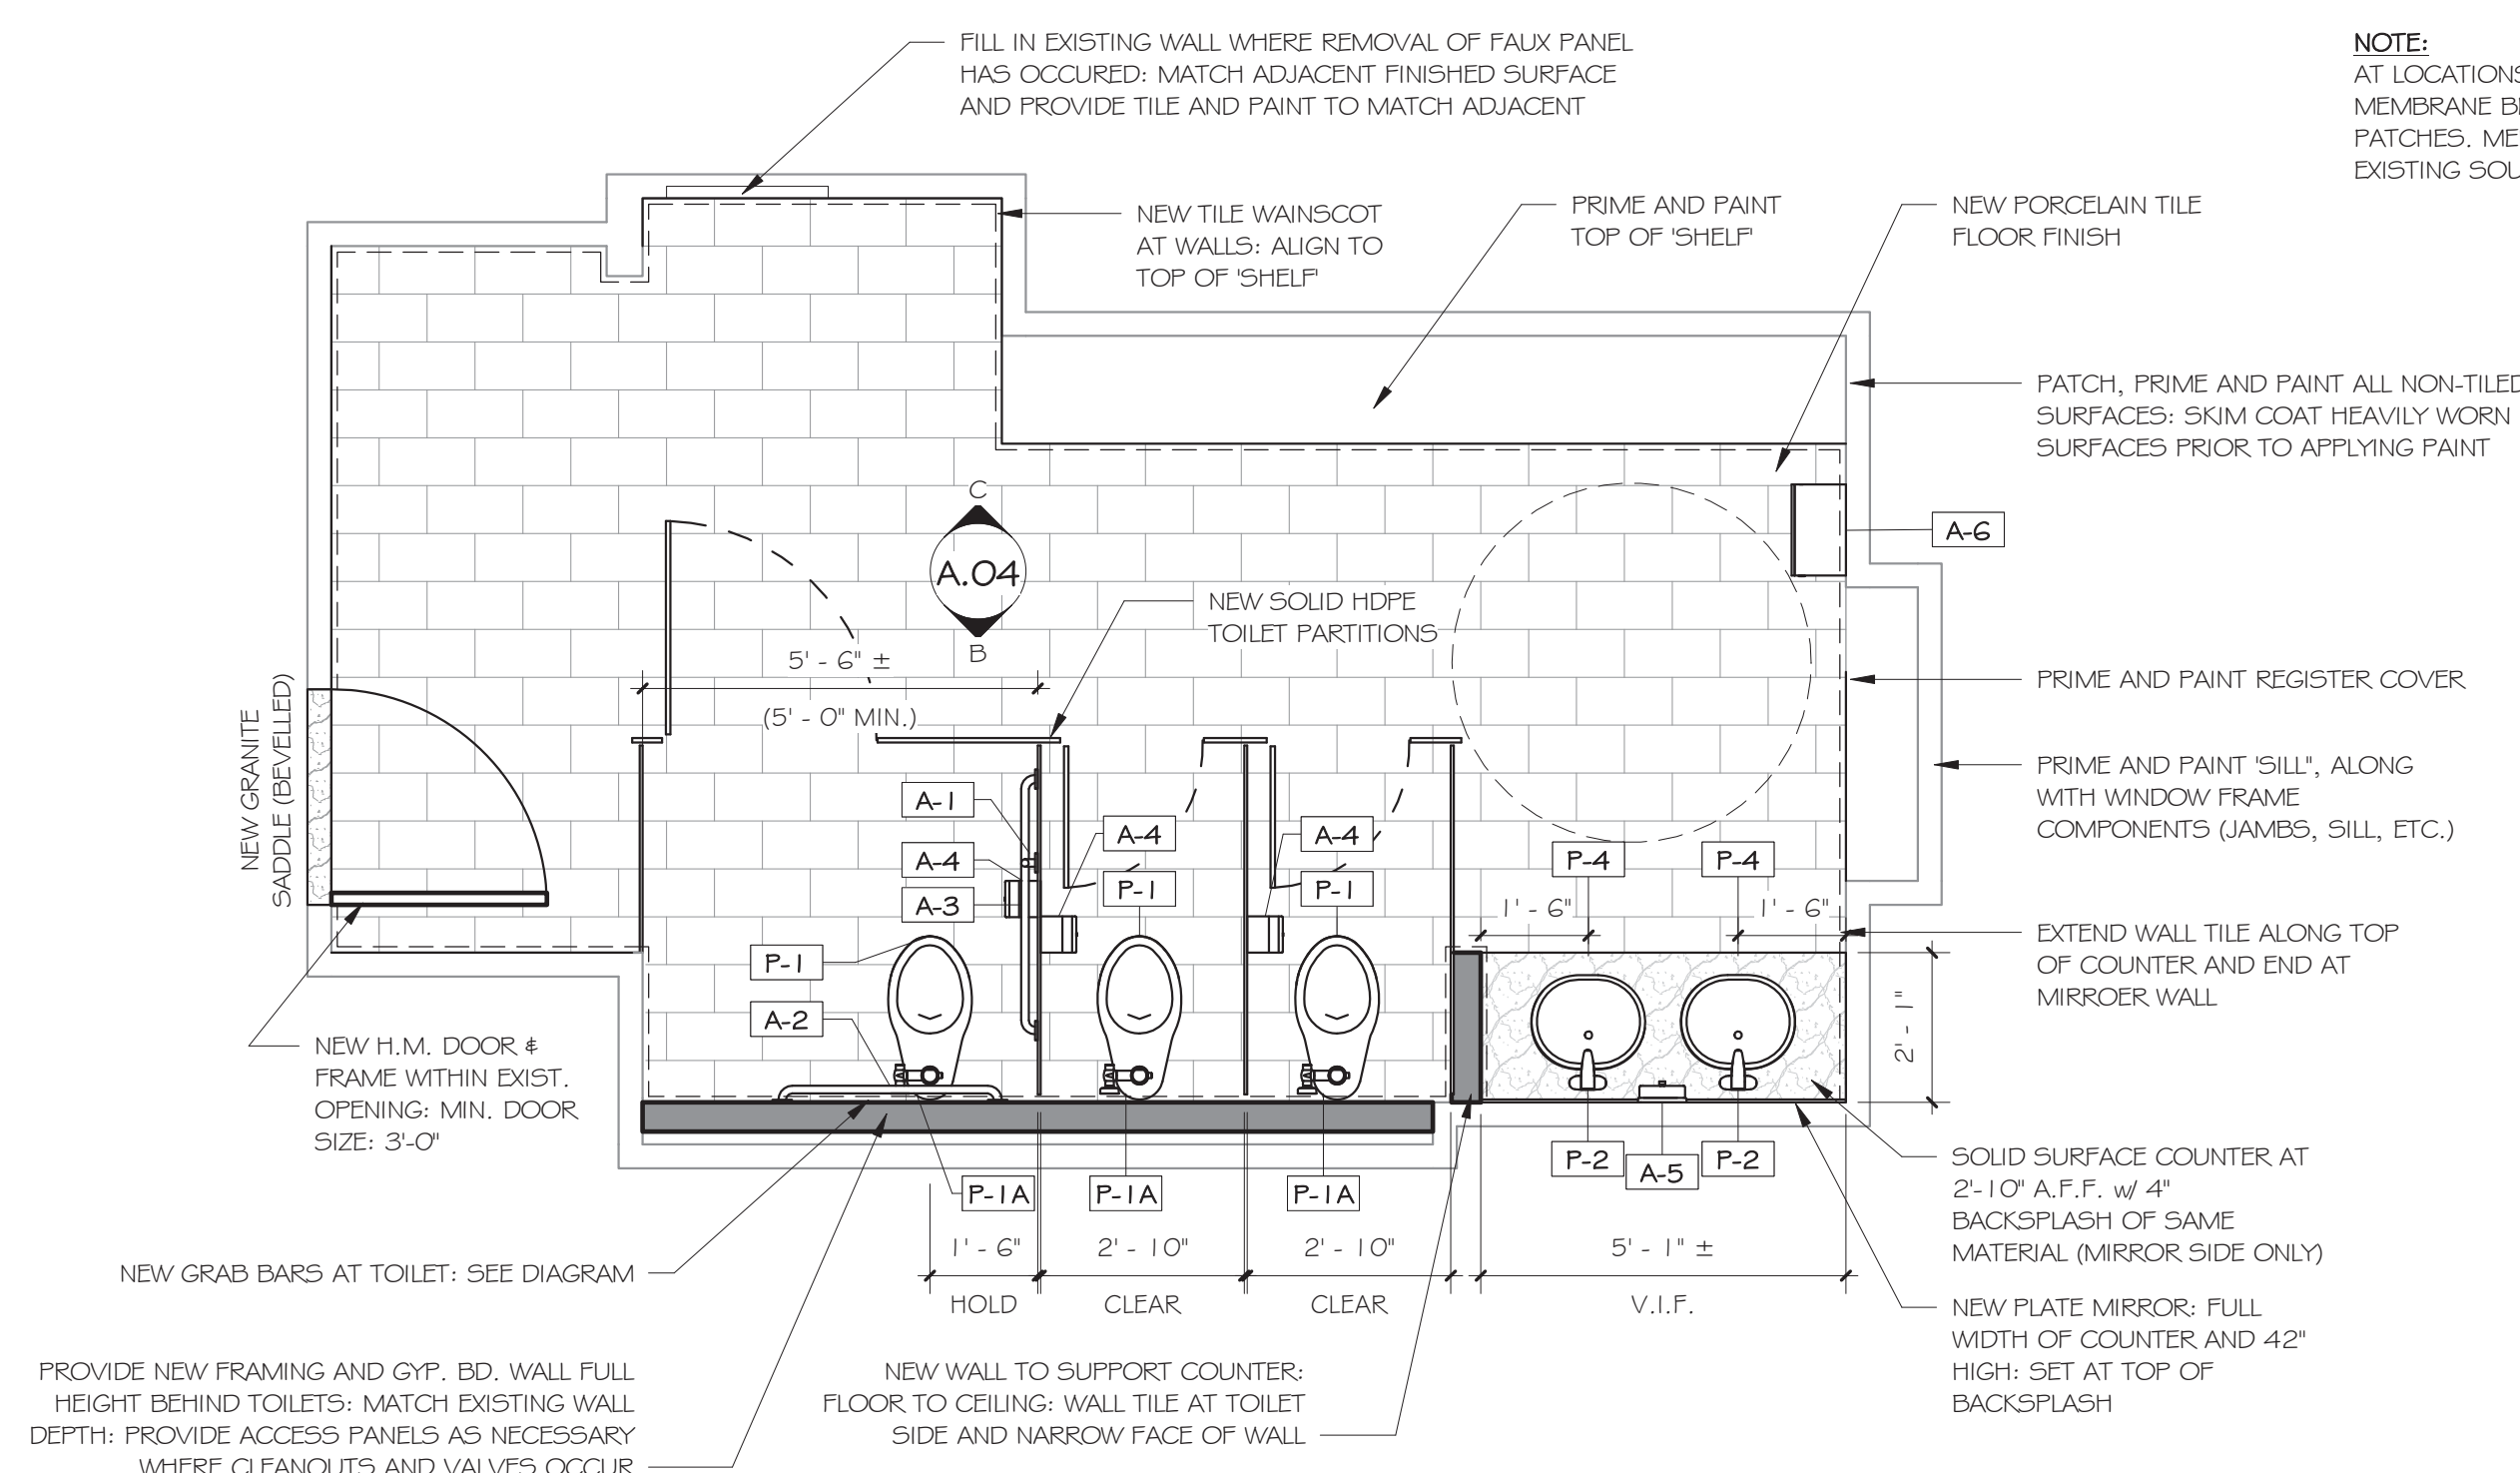 FILL IN EXISTING WALL WHERE REMOVAL OF FAUX PANEL
HAS OCCURED: MATCH ADJACENT FINISHED SURFACE
AND PROVIDE TILE AND PAINT TO MATCH ADJACENT
NOTE:
AT LOCATIONS
MEMBRANE
PATCHES.
EXISTING
NEW TILE WAINSCOT
AT WALLS: ALIGN TO
TOP OF 'SHELF'
PRIME AND PAINT
TOP OF 'SHELF'
NEW PORCELAIN TILE
FLOOR FINISH
PATCH, PRIME AND PAINT ALL NON-TILED
SURFACES: SKIM COAT HEAVILY WORN
SURFACES PRIOR TO APPLYING PAINT
C
A.04
B
A-6
NEW SOLID HDPE
TOILET PARTITIONS
5' - 6" ±
(5' - 0" MIN.)
PRIME AND PAINT REGISTER COVER
NEW GRANITE
SADDLE (BEVELLED)
PRIME AND PAINT 'SILL", ALONG
WITH WINDOW FRAME
COMPONENTS (JAMBS, SILL, ETC.)
A-1
A-4
A-3
A-4
P-1
A-4
P-1
P-4
P-4
1' - 6"
1' - 6"
P-1
A-2
EXTEND WALL TILE ALONG TOP
OF COUNTER AND END AT
MIRROER WALL
2' - 1"
NEW H.M. DOOR &
FRAME WITHIN EXIST.
OPENING: MIN. DOOR
SIZE: 3'-0"
P-2
A-5
P-2
P-1A
P-1A
P-1A
SOLID SURFACE COUNTER AT
2'-10" A.F.F. w/ 4"
BACKSPLASH OF SAME
MATERIAL (MIRROR SIDE ONLY)
1' - 6"
2' - 10"
2' - 10"
5' - 1" ±
HOLD
CLEAR
CLEAR
V.I.F.
NEW GRAB BARS AT TOILET: SEE DIAGRAM
NEW PLATE MIRROR: FULL
WIDTH OF COUNTER AND 42"
HIGH: SET AT TOP OF
BACKSPLASH
PROVIDE NEW FRAMING AND GYP. BD. WALL FULL
HEIGHT BEHIND TOILETS: MATCH EXISTING WALL
DEPTH: PROVIDE ACCESS PANELS AS NECESSARY
WHERE CLEANOUTS AND VALVES OCCUR
NEW WALL TO SUPPORT COUNTER:
FLOOR TO CEILING: WALL TILE AT TOILET
SIDE AND NARROW FACE OF WALL